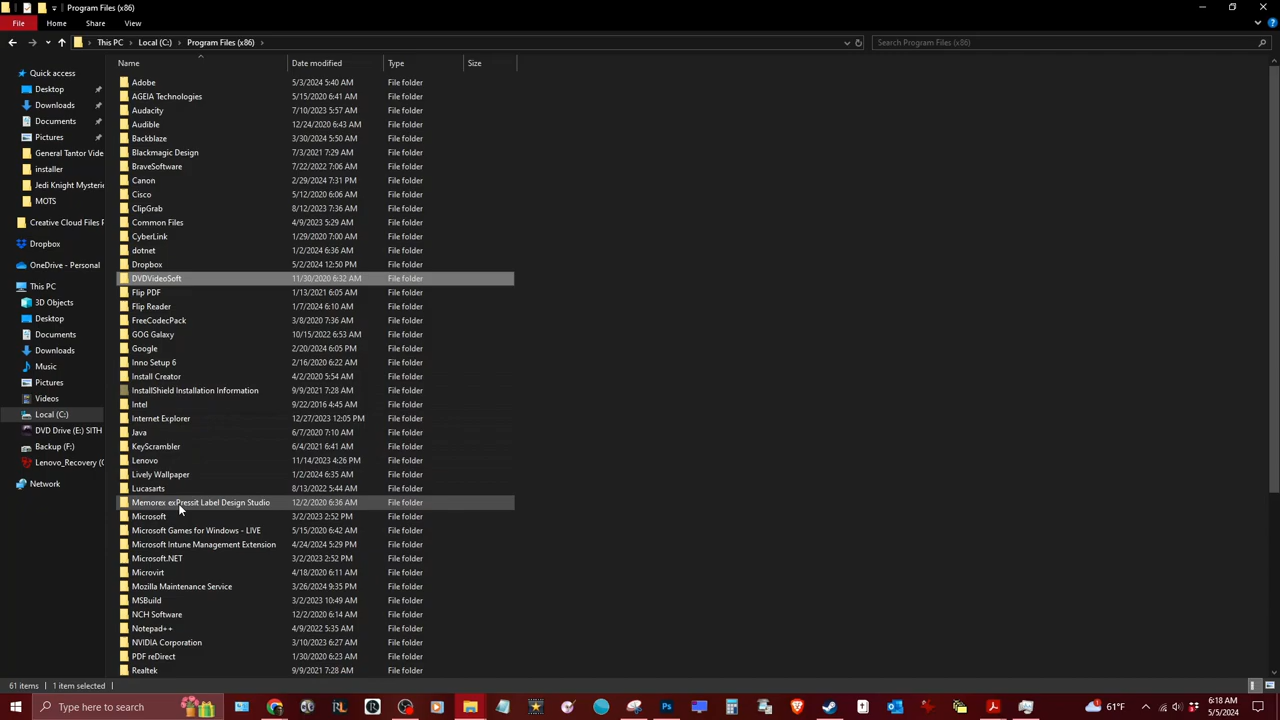 Program Files (x86)
File Home Share View
This PC Local (C:) Program Files (x86) Search Program Files (x86)
Name Date modified Type Size
Quick access
Desktop
Downloads
Documents
Pictures
General Tantor Vide
installer
Jedi Knight Mysterie
MOTS
Creative Cloud Files P
Dropbox
OneDrive - Personal
This PC
3D Objects
Desktop
Documents
Downloads
Music
Pictures
Videos
Local (C:)
DVD Drive (E:) SITH
Backup (F:)
Lenovo_Recovery (
Network
Adobe 5/3/2024 5:40 AM File folder
AGEIA Technologies 5/15/2020 6:41 AM File folder
Audacity 7/10/2023 5:57 AM File folder
Audible 12/24/2020 6:43 AM File folder
Backblaze 3/30/2024 5:50 AM File folder
Blackmagic Design 7/3/2021 7:29 AM File folder
BraveSoftware 7/22/2022 7:06 AM File folder
Canon 2/29/2024 7:31 PM File folder
Cisco 5/12/2020 6:06 AM File folder
ClipGrab 8/12/2023 7:36 AM File folder
Common Files 4/9/2023 5:29 AM File folder
CyberLink 1/29/2020 7:00 AM File folder
dotnet 1/2/2024 6:36 AM File folder
Dropbox 5/2/2024 12:50 PM File folder
DVDVideoSoft 11/30/2020 6:32 AM File folder
Flip PDF 1/13/2021 6:05 AM File folder
Flip Reader 1/7/2024 6:10 AM File folder
FreeCodecPack 3/8/2020 7:36 AM File folder
GOG Galaxy 10/15/2022 6:53 AM File folder
Google 2/20/2024 6:05 PM File folder
Inno Setup 6 2/16/2020 6:22 AM File folder
Install Creator 4/2/2020 5:54 AM File folder
InstallShield Installation Information 9/9/2021 7:28 AM File folder
Intel 9/22/2016 4:45 AM File folder
Internet Explorer 12/27/2023 12:05 PM File folder
Java 6/7/2020 7:10 AM File folder
KeyScrambler 6/4/2021 6:41 AM File folder
Lenovo 11/14/2023 4:26 PM File folder
Lively Wallpaper 1/2/2024 6:35 AM File folder
Lucasarts 8/13/2022 5:44 AM File folder
Memorex exPressit Label Design Studio 12/2/2020 6:36 AM File folder
Microsoft 3/2/2023 2:52 PM File folder
Microsoft Games for Windows - LIVE 5/15/2020 6:42 AM File folder
Microsoft Intune Management Extension 4/24/2024 5:29 PM File folder
Microsoft.NET 3/2/2023 2:52 PM File folder
Microvirt 4/18/2020 6:11 AM File folder
Mozilla Maintenance Service 3/26/2024 9:35 PM File folder
MSBuild 3/2/2023 10:49 AM File folder
NCH Software 12/2/2020 6:14 AM File folder
Notepad++ 4/9/2022 5:35 AM File folder
NVIDIA Corporation 3/10/2023 6:27 AM File folder
PDF reDirect 1/30/2020 6:23 AM File folder
Realtek 9/9/2021 7:28 AM File folder
61 items 1 item selected
Type here to search
61°F
6:18 AM
5/5/2024